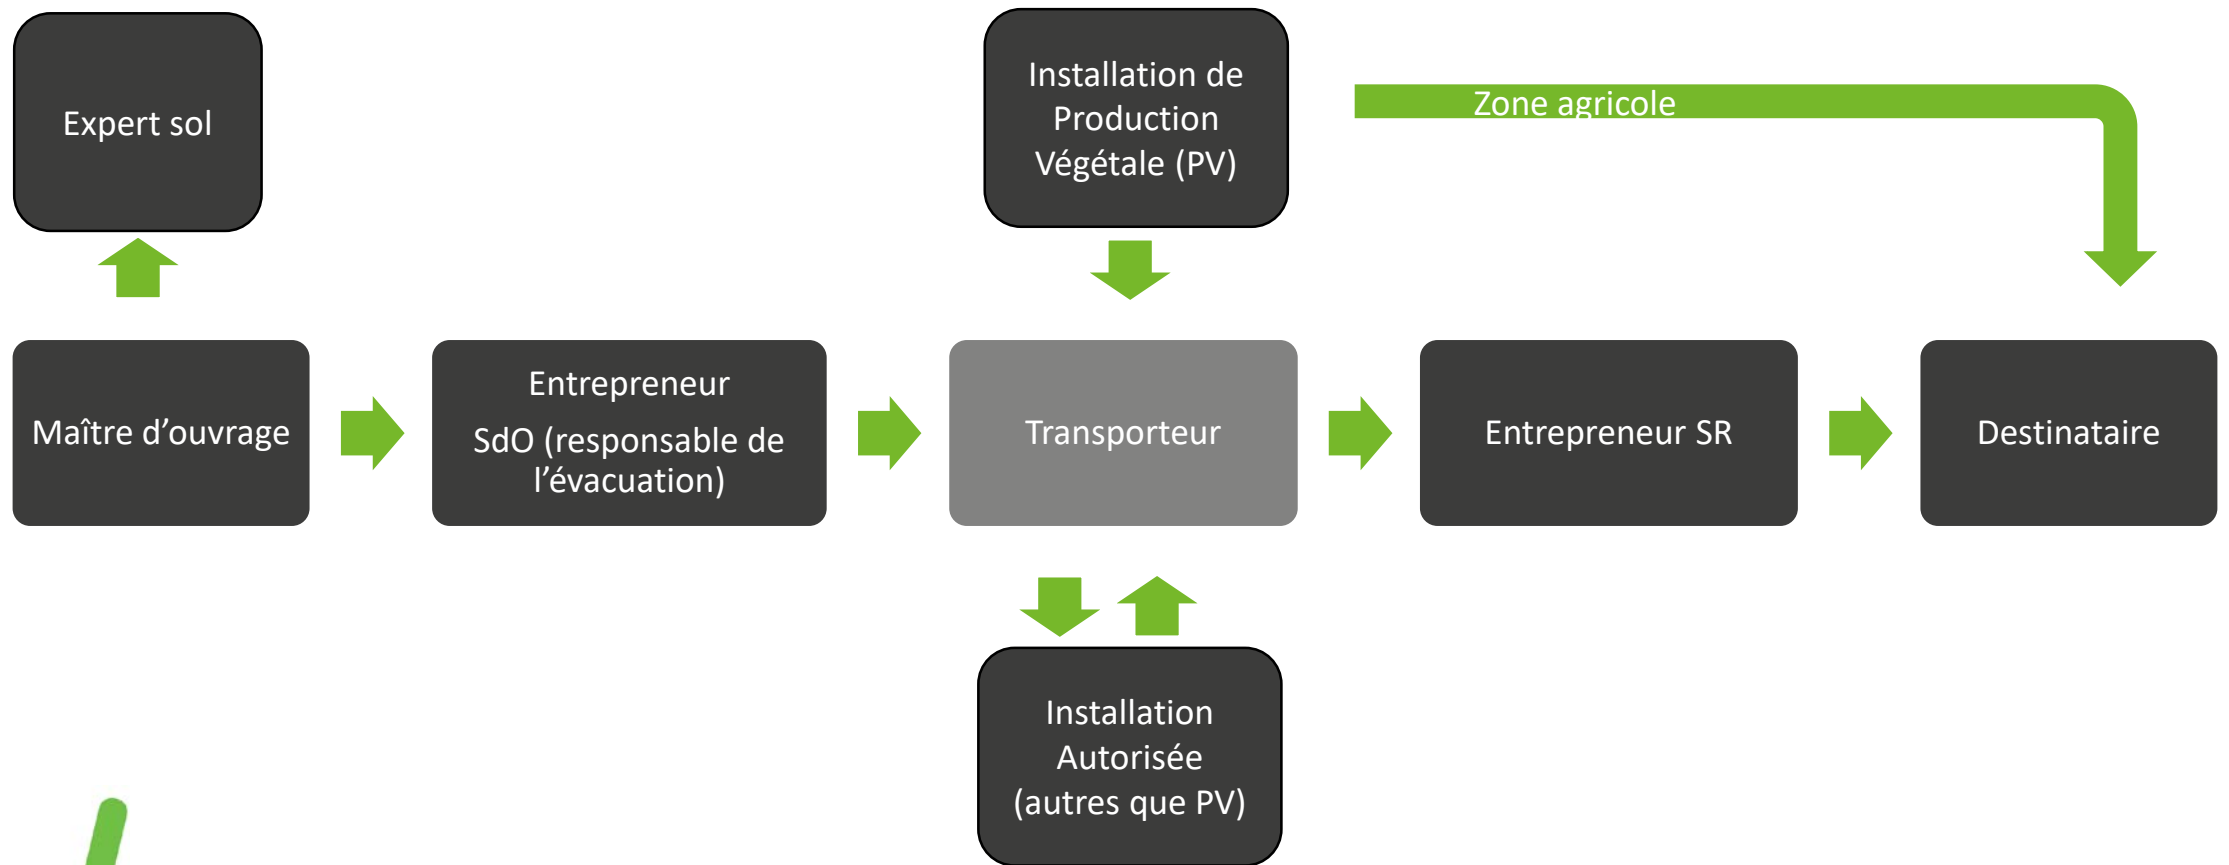 Expert sol
Installation de
Production
Végétale (PV)
Zone agricole
Maître d’ouvrage
Entrepreneur
SdO (responsable de
l’évacuation)
Transporteur
Entrepreneur SR
Destinataire
Installation
Autorisée
(autres que PV)